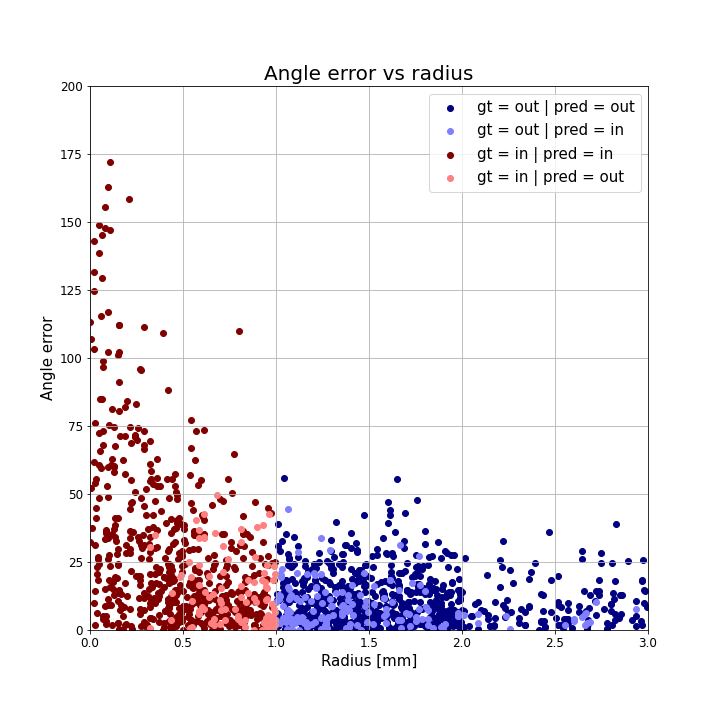 Angle error vs radius
200
175
150
125
100
75
50
25
0
Angle error
gt = out | pred = out
gt = out | pred = in
gt = in | pred = in
gt = in | pred = out
0.0 0.5 1.0 1.5 2.0 2.5 3.0
Radius [mm]